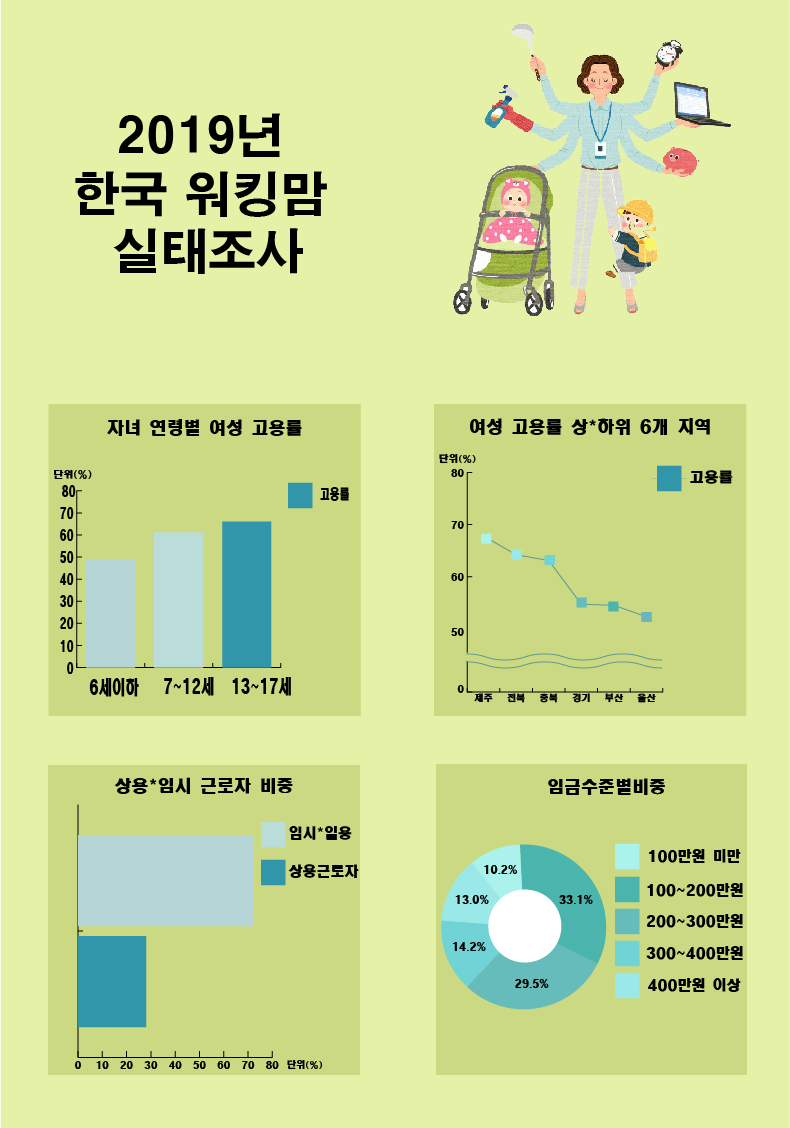 2019년
한국 워킹맘
실태조사
자녀 연령별 여성 고용률
단위(%)
고용률
80
70
60
50
40
30
20
10
0
6세이하
7~12세
13~17세
여성 고용률 상*하위 6개 지역
단위(%)
고용률
80
70
60
50
0
제주
전북
충북
경기
부산
울산
상용*임시 근로자 비중
임시*일용
상용근로자
0 10 20 30 40 50 60 70 80 단위(%)
임금수준별비중
10.2%
33.1%
13.0%
14.2%
29.5%
100만원 미만
100~200만원
200~300만원
300~400만원
400만원 이상